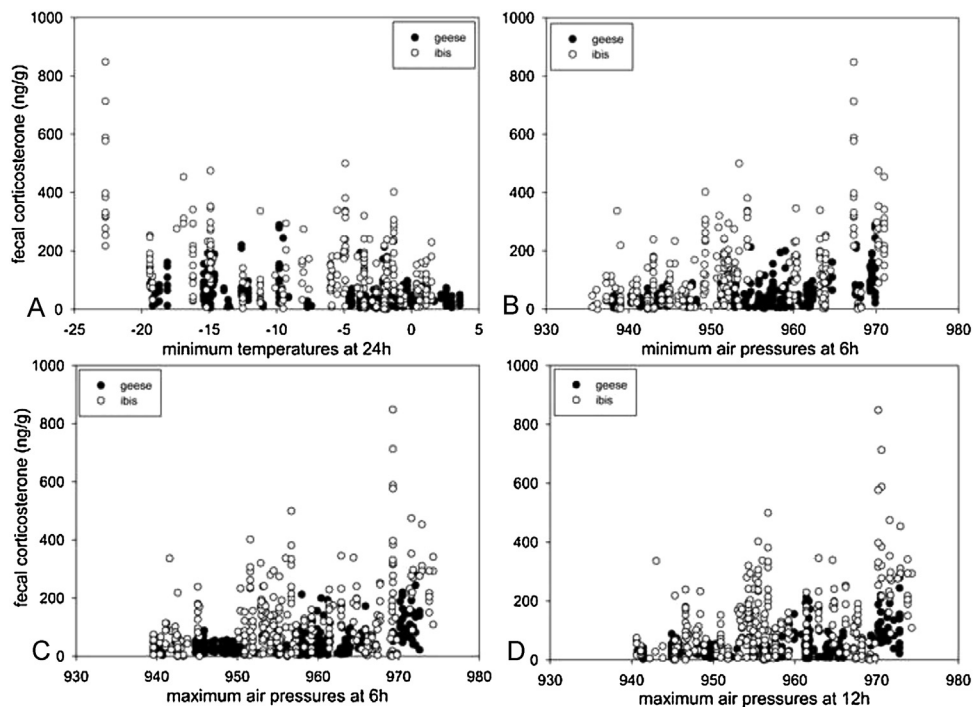 1000
800
600
400
200
0
fecal corticosterone (ng/g)
geese
ibis
A
-25 -20 -15 -10 -5 0 5
minimum temperatures at 24h
1000
800
600
400
200
0
geese
ibis
B
930 940 950 960 970 980
minimum air pressures at 6h
1000
800
600
400
200
0
fecal corticosterone (ng/g)
geese
ibis
C
930 940 950 960 970 980
maximum air pressures at 6h
1000
800
600
400
200
0
geese
ibis
D
930 940 950 960 970 980
maximum air pressures at 12h